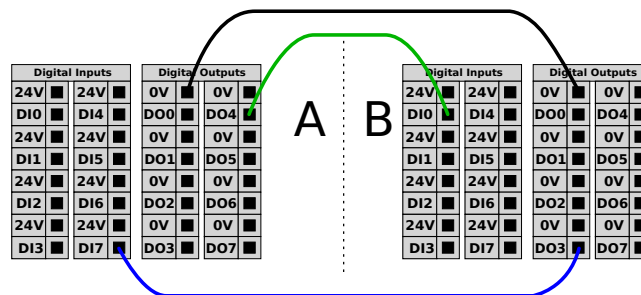 Digital Inputs Digital Outputs Digital Inputs Digital Outputs
24V 24V 0V 0V 24V 24V 0V 0V
DI0 DI4 DO0 DO4 A B DI0 DI4 DO0 DO4
24V 24V 0V 0V 24V 24V 0V 0V
DI1 DI5 DO1 DO5 DI1 DI5 DO1 DO5
24V 24V 0V 0V 24V 24V 0V 0V
DI2 DI6 DO2 DO6 DI2 DI6 DO2 DO6
24V 24V 0V 0V 24V 24V 0V 0V
DI3 DI7 DO3 DO7 DI3 DI7 DO3 DO7